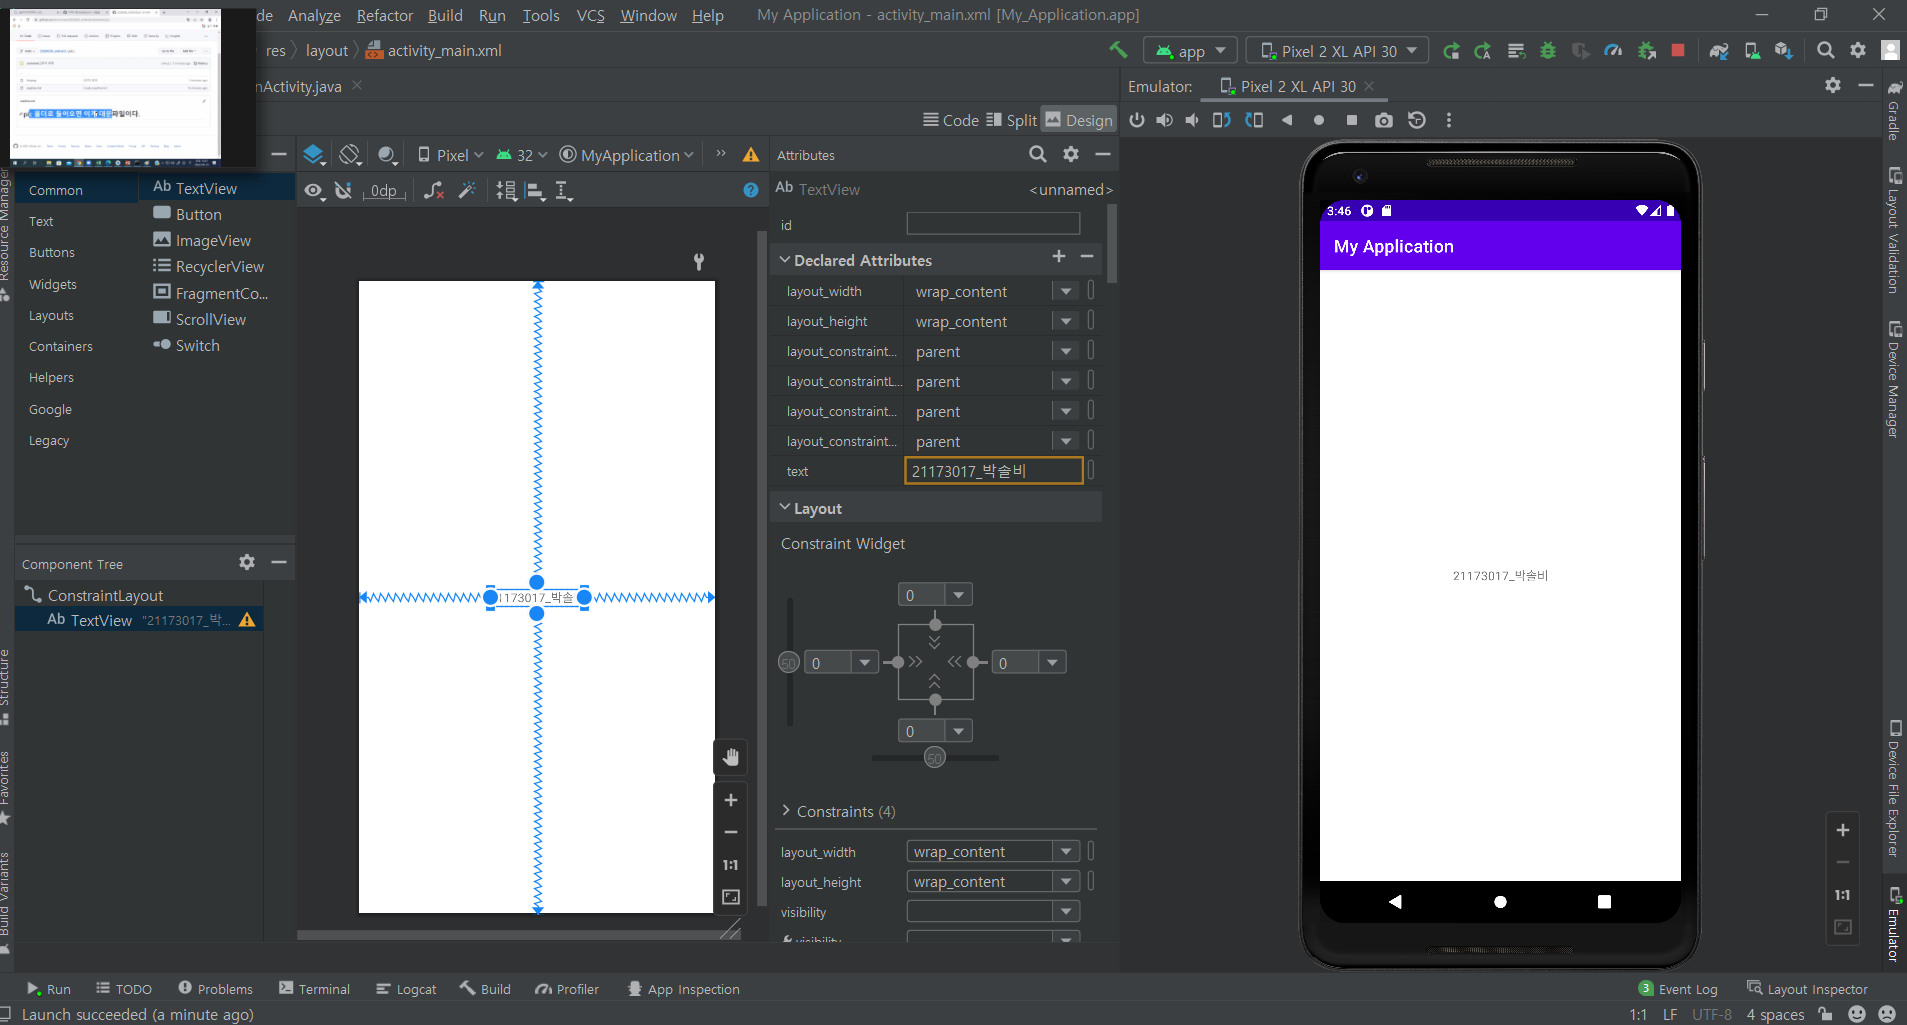 de Analyze Refactor Build Run Tools VCS Window Help My Application - activity_main.xml [My_Application.app]
res layout activity_main.xml app Pixel 2 XL API 30
nActivity.java Emulator: Pixel 2 XL API 30
Code Split Design
Pixel 32 MyApplication Attributes
0dp
Ab TextView <unnamed>
id
Declared Attributes
layout_width wrap_content
layout_height wrap_content
layout_constraint... parent
layout_constraintL... parent
layout_constraint... parent
layout_constraint... parent
text 21173017_박솔비
Layout
Constraint Widget
0
50 0 0
0
50
Constraints (4)
layout_width wrap_content
layout_height wrap_content
visibility
visibility
Common
Text
Buttons
Widgets
Layouts
Containers
Helpers
Google
Legacy
Ab TextView
Button
ImageView
RecyclerView
FragmentCo...
ScrollView
Switch
Component Tree
ConstraintLayout
Ab TextView "21173017_박...
1173017_박솔
1:1
3:46
My Application
21173017_박솔비
1:1
Resource Manager
Structure
Favorites
Build Variants
Gradle
Layout Validation
Device Manager
Device File Explorer
Emulator
Run TODO Problems Terminal Logcat Build Profiler App Inspection 3 Event Log Layout Inspector
Launch succeeded (a minute ago) 1:1 LF UTF-8 4 spaces